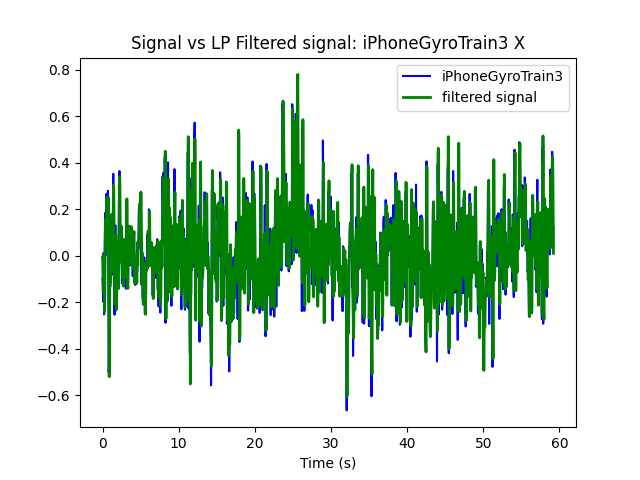 Signal vs LP Filtered signal: iPhoneGyroTrain3 X
iPhoneGyroTrain3
filtered signal
0.8
0.6
0.4
0.2
0.0
−0.2
−0.4
−0.6
0 10 20 30 40 50 60
Time (s)